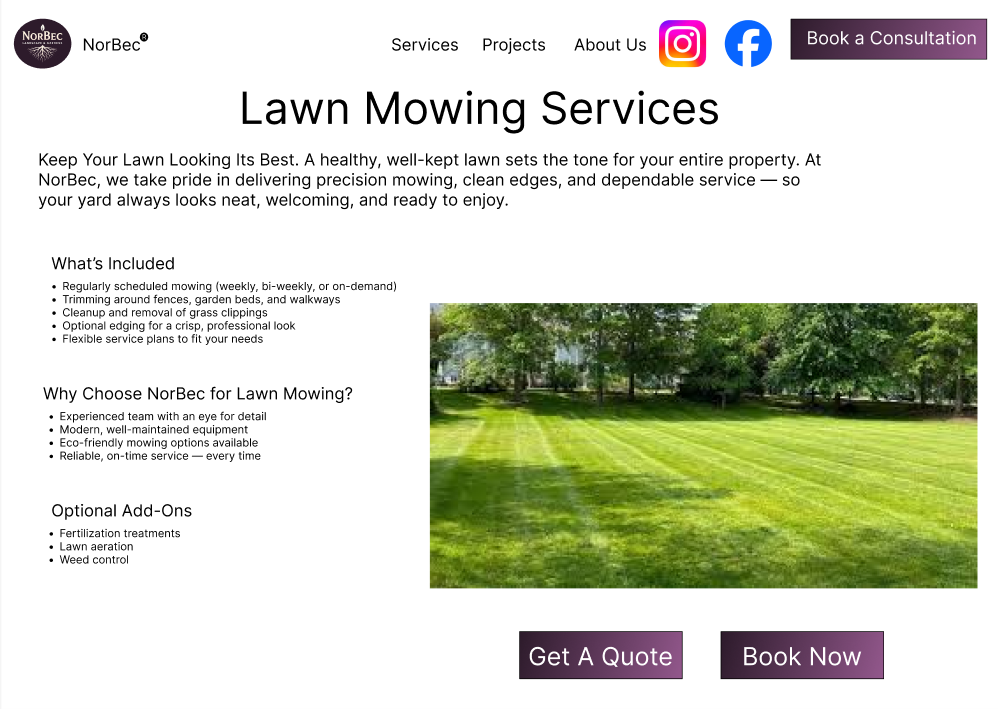 NORBEC
NorBec®
Services
Projects
About Us
Book a Consultation
Lawn Mowing Services
Keep Your Lawn Looking Its Best. A healthy, well-kept lawn sets the tone for your entire property. At
NorBec, we take pride in delivering precision mowing, clean edges, and dependable service — so
your yard always looks neat, welcoming, and ready to enjoy.
What’s Included
• Regularly scheduled mowing (weekly, bi-weekly, or on-demand)
• Trimming around fences, garden beds, and walkways
• Cleanup and removal of grass clippings
• Optional edging for a crisp, professional look
• Flexible service plans to fit your needs
Why Choose NorBec for Lawn Mowing?
• Experienced team with an eye for detail
• Modern, well-maintained equipment
• Eco-friendly mowing options available
• Reliable, on-time service — every time
Optional Add-Ons
• Fertilization treatments
• Lawn aeration
• Weed control
Get A Quote
Book Now